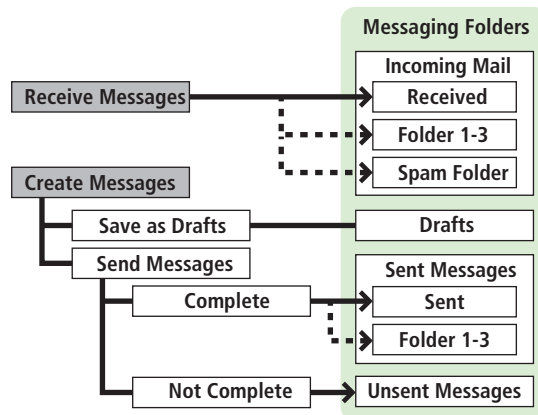 Messaging Folders
Incoming Mail
Receive Messages
Received
Folder 1-3
Spam Folder
Create Messages
Save as Drafts
Drafts
Send Messages
Sent Messages
Complete
Sent
Folder 1-3
Not Complete
Unsent Messages